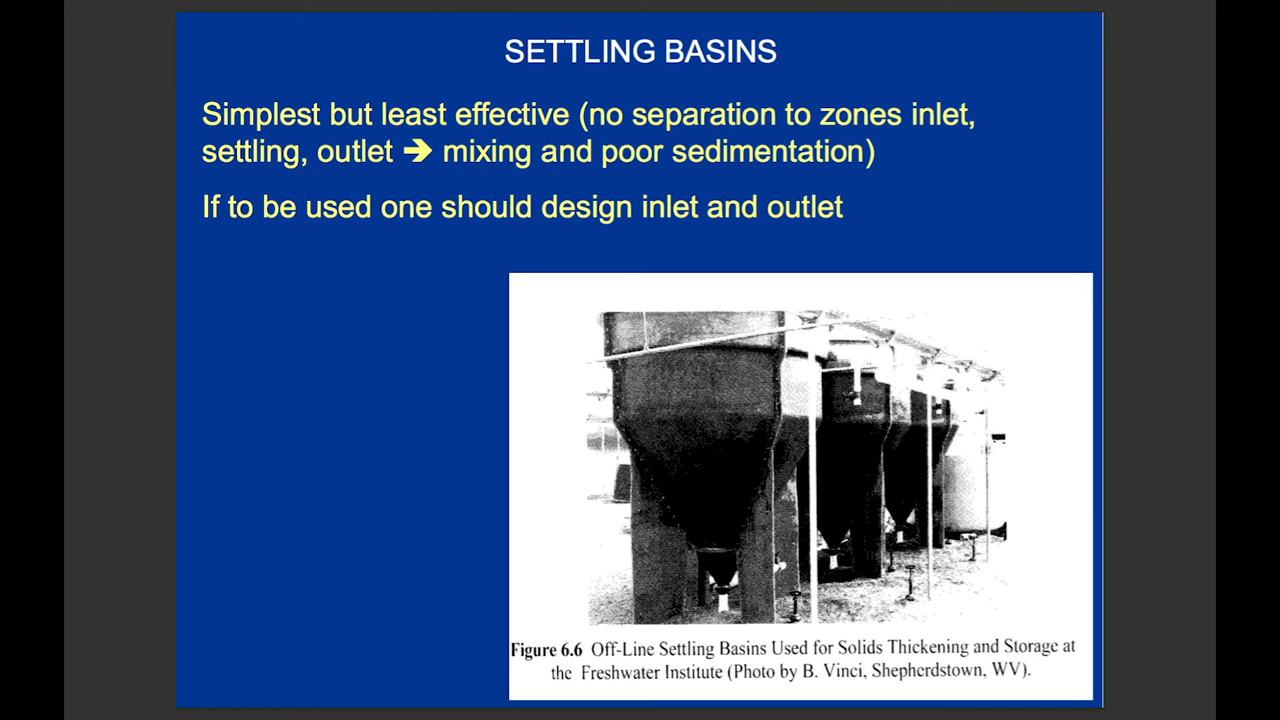 SETTLING BASINS
Simplest but least effective (no separation to zones inlet,
settling, outlet ➔ mixing and poor sedimentation)
If to be used one should design inlet and outlet
Figure 6.6 Off-Line Settling Basins Used for Solids Thickening and Storage at
the Freshwater Institute (Photo by B. Vinci, Shepherdstown, WV).